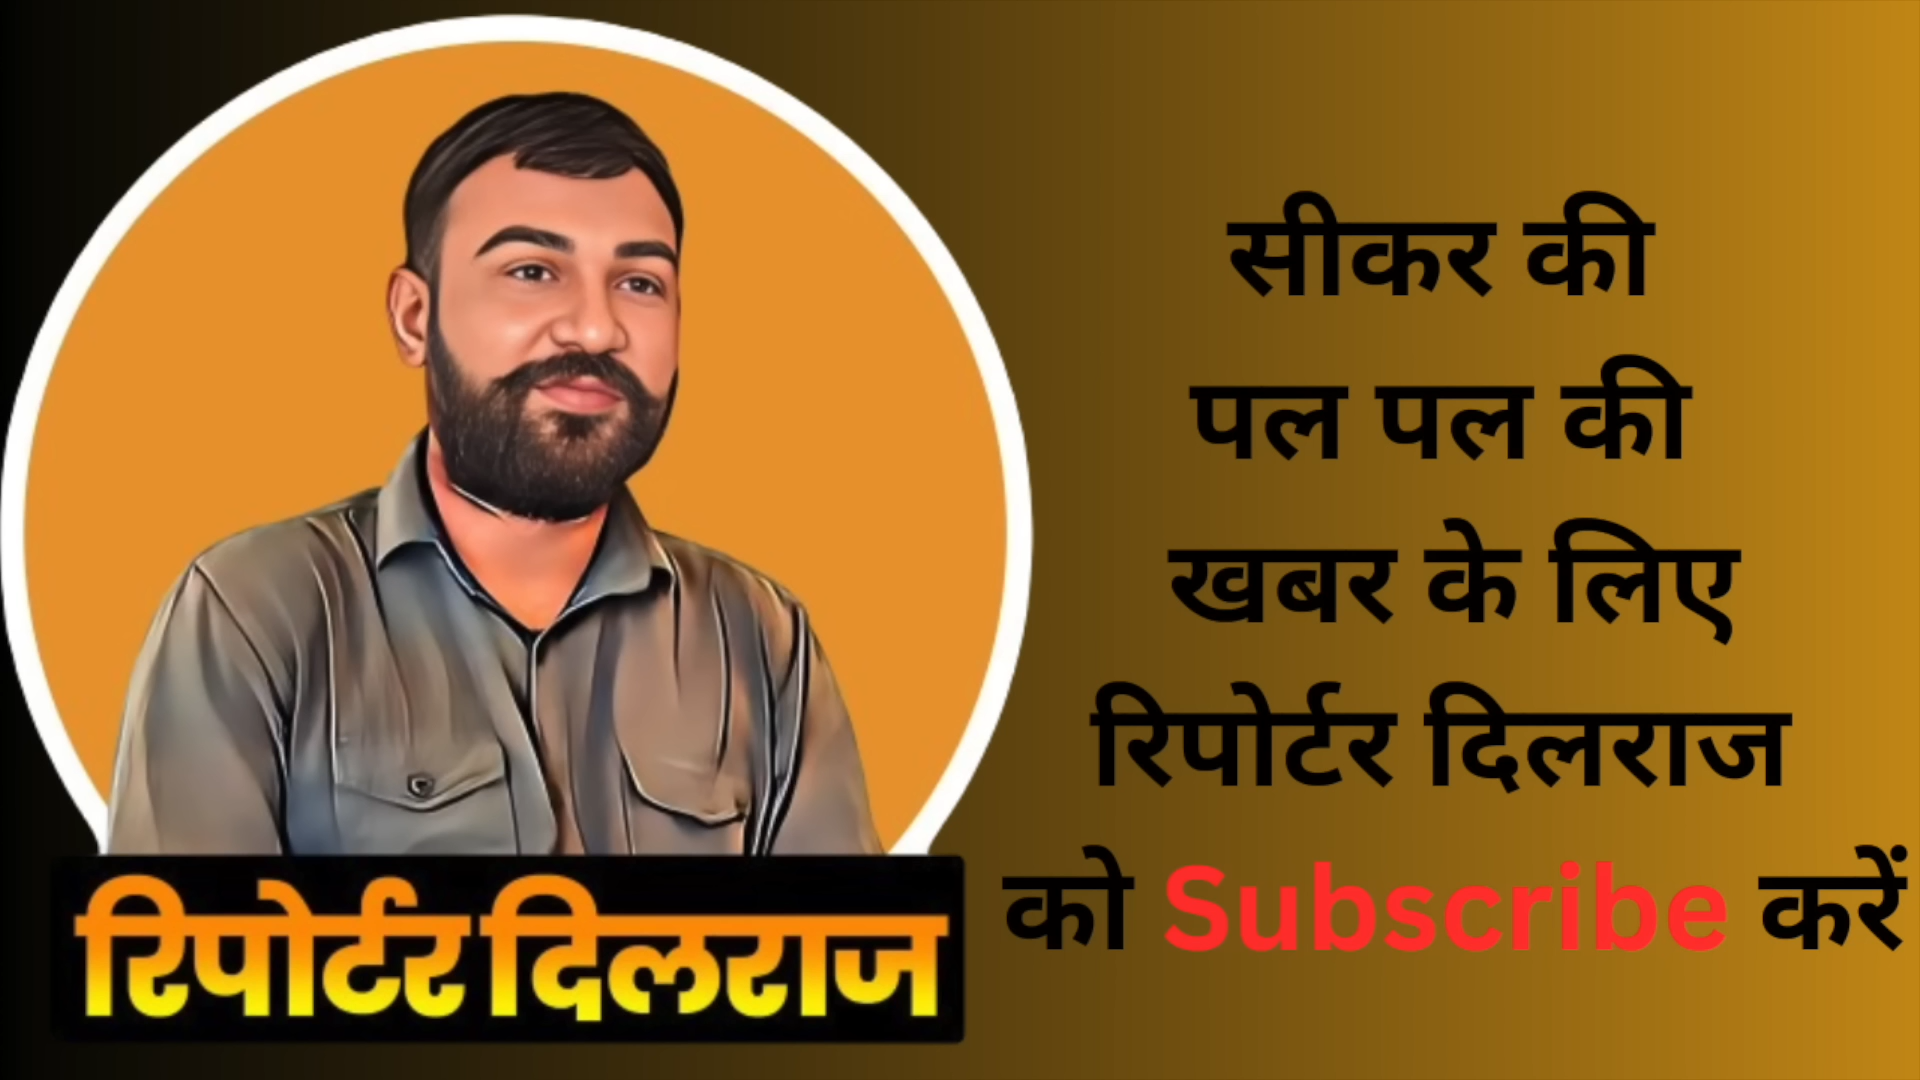 सीकर की
पल पल की
खबर के लिए
रिपोर्टर दिलराज
को Subscribe करें
रिपोर्टर दिलराज